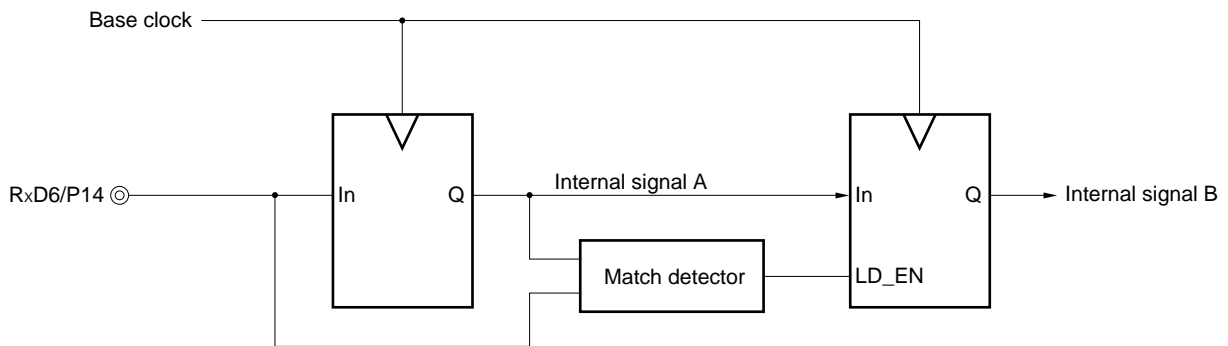 Base clock
RxD6/P14
In
Q
Internal signal A
In
Q
Internal signal B
Match detector
LD_EN